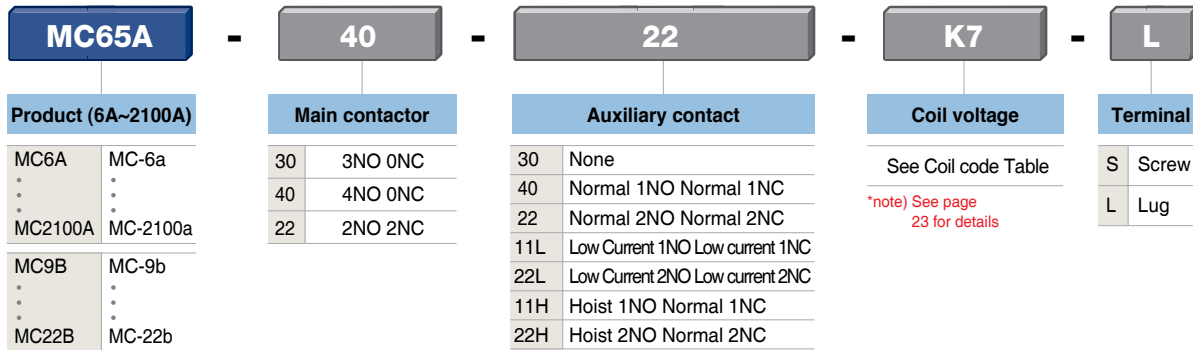 MC65A - 40 - 22 - K7 - L
Product (6A~2100A) Main contactor Auxiliary contact Coil voltage Terminal
MC6A MC-6a
MC2100A MC-2100a
MC9B MC-9b
MC22B MC-22b
30 3NO 0NC
40 4NO 0NC
22 2NO 2NC
30 None
40 Normal 1NO Normal 1NC
22 Normal 2NO Normal 2NC
11L Low Current 1NO Low current 1NC
22L Low Current 2NO Low current 2NC
11H Hoist 1NO Normal 1NC
22H Hoist 2NO Normal 2NC
See Coil code Table
*note) See page
23 for details
S Screw
L Lug